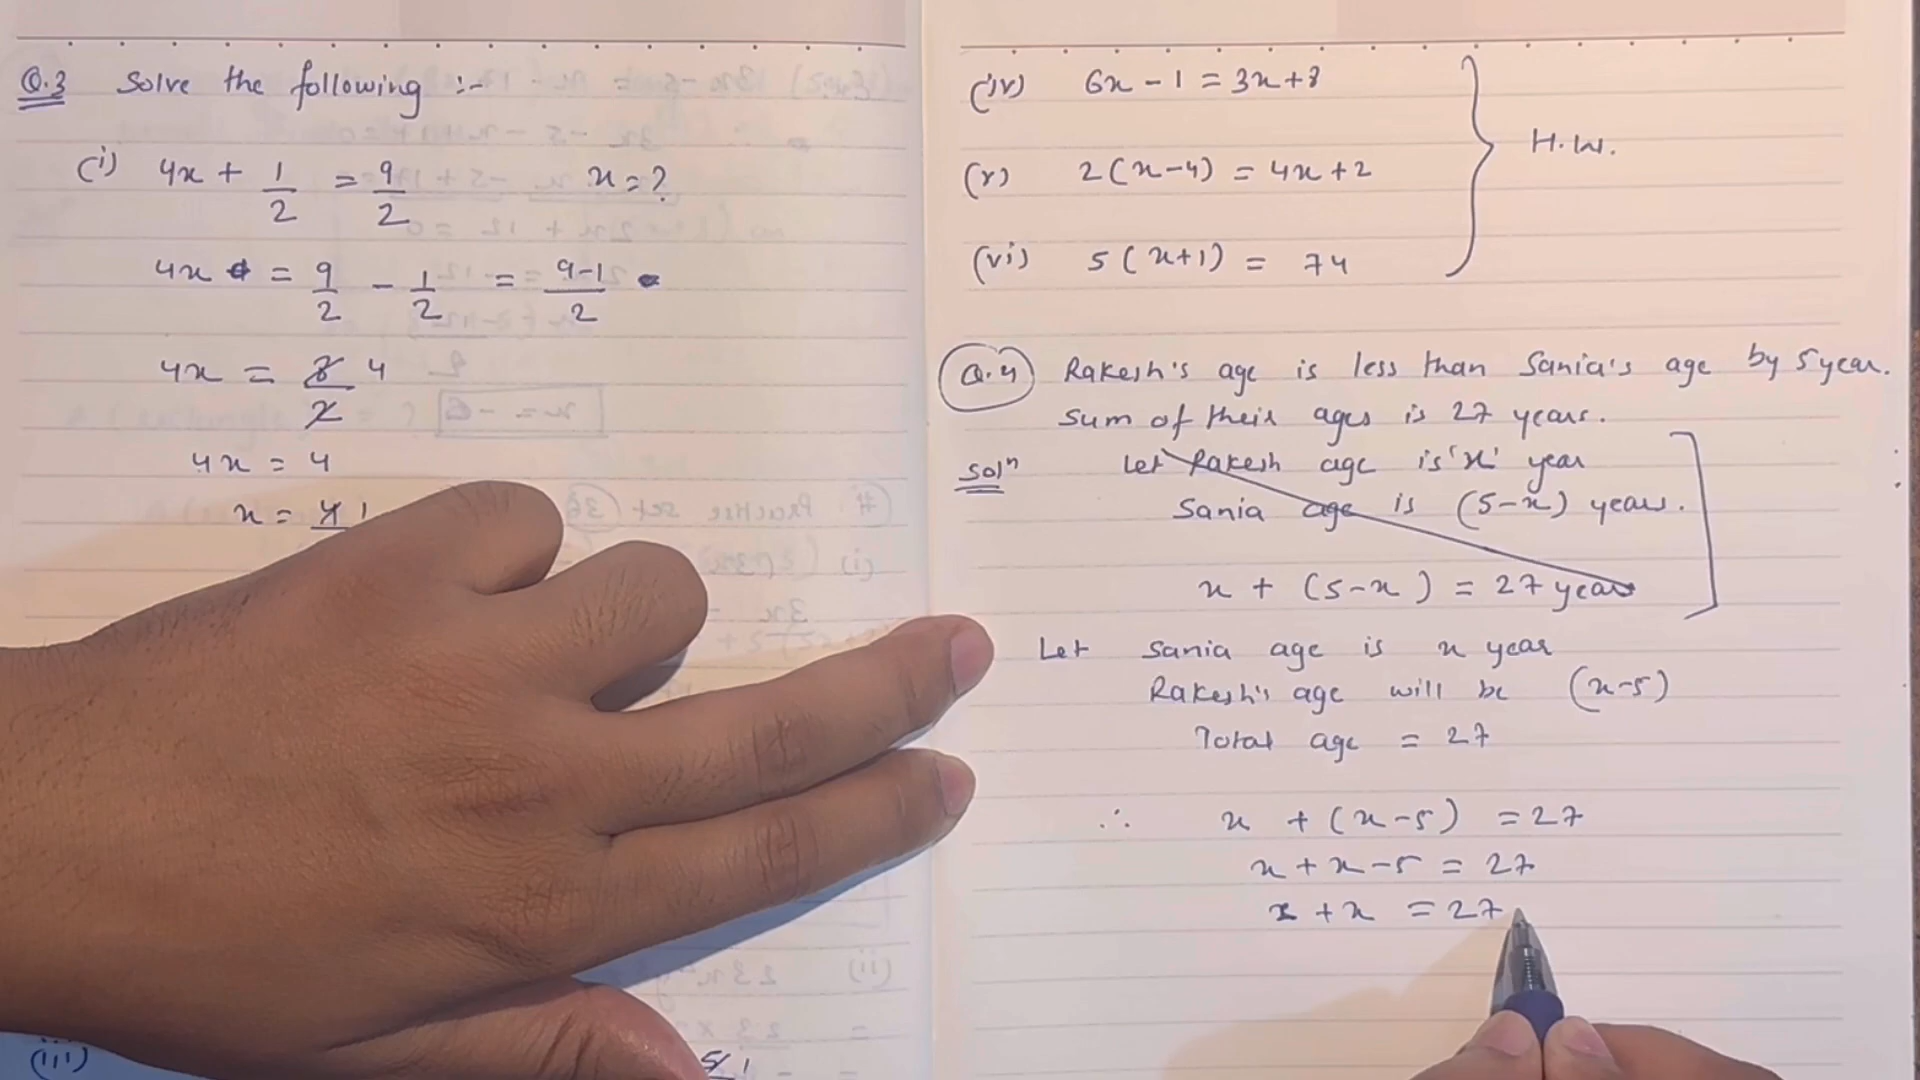 Q.3 Solve the following :-
(i) 4x + 1/2 = 9/2 x = ?
4x = 9/2 - 1/2 = 9-1/2
4x = 8/2 4
4x = 4
x = 4 1
(iii)
5 1
(iv) 6x - 1 = 3x + 8
(v) 2(x-4) = 4x+2
(vi) 5(x+1) = 74
H.W.
Q.4 Rakesh's age is less than Sania's age by 5 year.
sum of their ages is 27 years.
Solⁿ Let Rakesh age is 'x' year
Sania age is (5-x) years.
x + (5-x) = 27 years
Let Sania age is x year
Rakesh's age will be (x-5)
Total age = 27
∴ x + (x-5) = 27
x + x - 5 = 27
x + x = 27